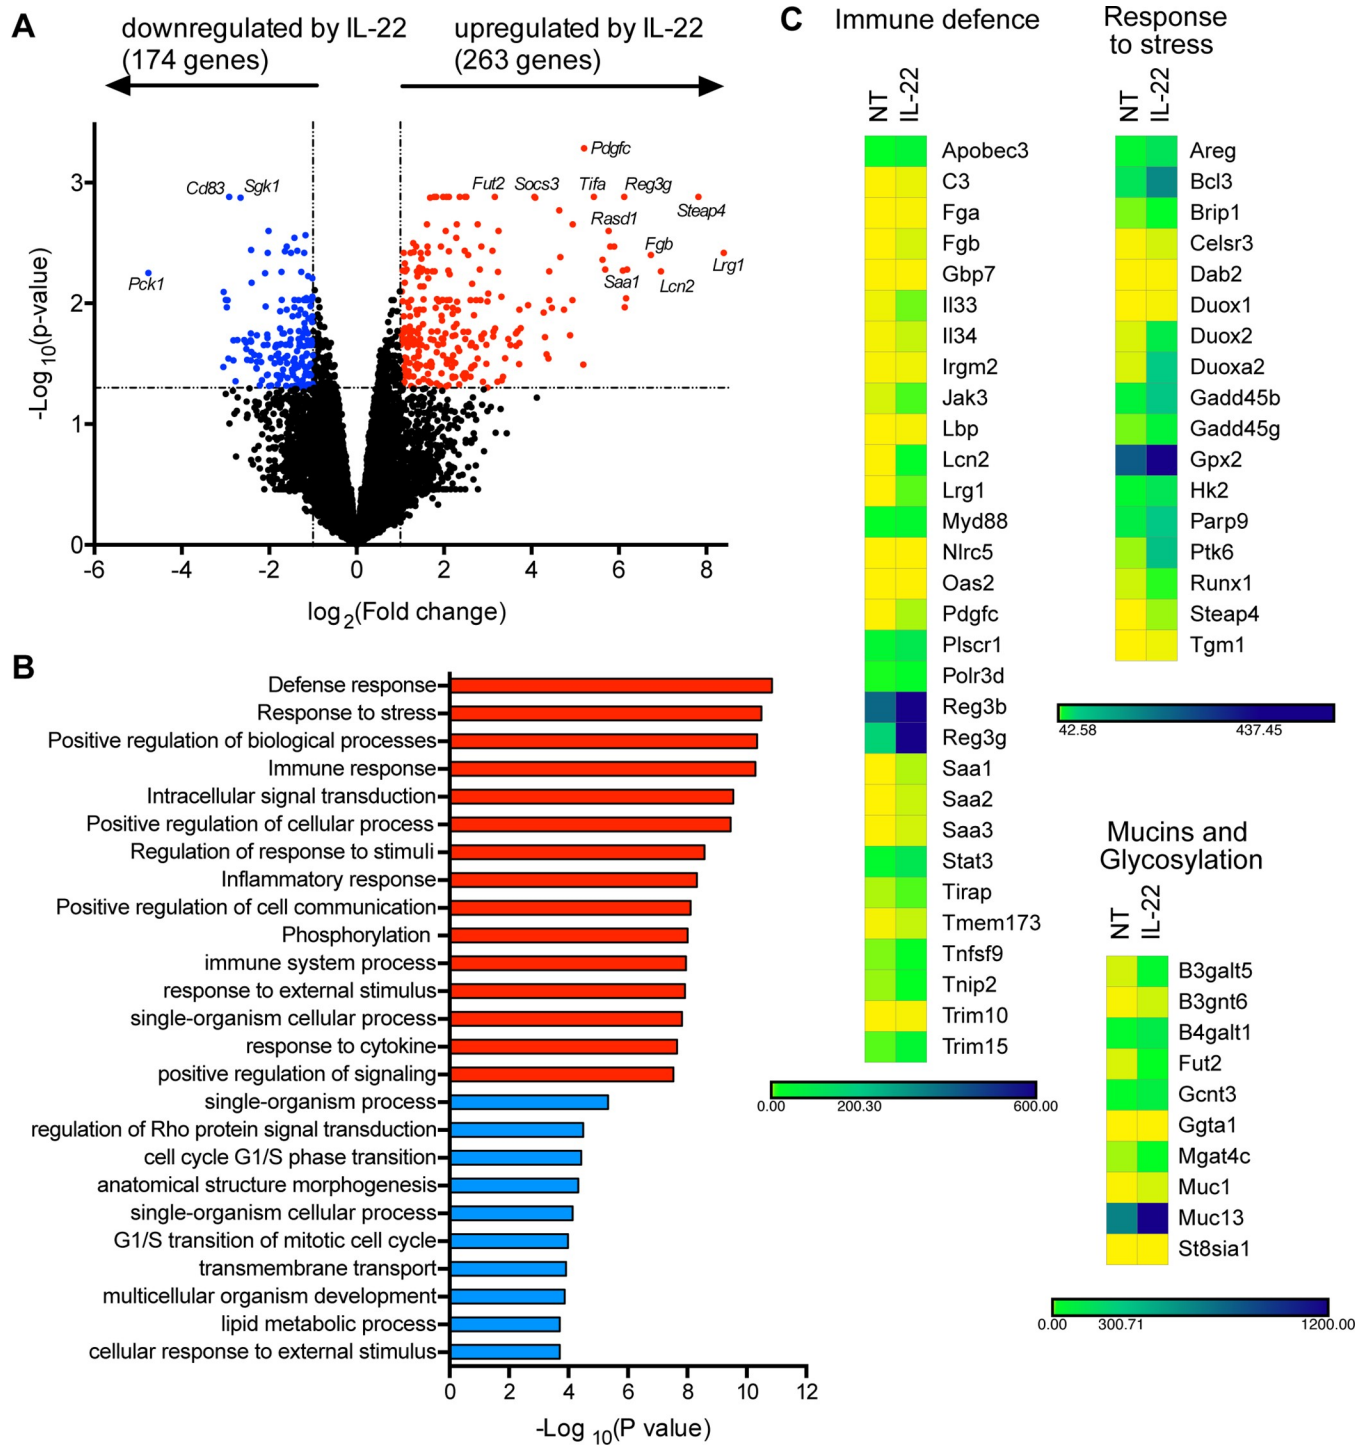 A
downregulated by IL-22
(174 genes)
upregulated by IL-22
(263 genes)
-Log 10(p-value)
3
2
1
0
-6
-4
-2
0
2
4
6
8
log2(Fold change)
Cd83
Sgk1
Pck1
Pdgfc
Fut2
Socs3
Tifa
Reg3g
Steap4
Rasd1
Fgb
Lrg1
Saa1
Lcn2
B
Defense response
Response to stress
Positive regulation of biological processes
Immune response
Intracellular signal transduction
Positive regulation of cellular process
Regulation of response to stimuli
Inflammatory response
Positive regulation of cell communication
Phosphorylation
immune system process
response to external stimulus
single-organism cellular process
response to cytokine
positive regulation of signaling
single-organism process
regulation of Rho protein signal transduction
cell cycle G1/S phase transition
anatomical structure morphogenesis
single-organism cellular process
G1/S transition of mitotic cell cycle
transmembrane transport
multicellular organism development
lipid metabolic process
cellular response to external stimulus
0
2
4
6
8
10
12
-Log 10(P value)
C
Immune defence
NT
IL-22
Apobec3
C3
Fga
Fgb
Gbp7
Il33
Il34
Irgm2
Jak3
Lbp
Lcn2
Lrg1
Myd88
Nlrc5
Oas2
Pdgfc
Plscr1
Polr3d
Reg3b
Reg3g
Saa1
Saa2
Saa3
Stat3
Tirap
Tmem173
Tnfsf9
Tnip2
Trim10
Trim15
0.00
200.30
600.00
Response
to stress
NT
IL-22
Areg
Bcl3
Brip1
Celsr3
Dab2
Duox1
Duox2
Duoxa2
Gadd45b
Gadd45g
Gpx2
Hk2
Parp9
Ptk6
Runx1
Steap4
Tgm1
42.58
437.45
Mucins and
Glycosylation
NT
IL-22
B3galt5
B3gnt6
B4galt1
Fut2
Gcnt3
Ggta1
Mgat4c
Muc1
Muc13
St8sia1
0.00
300.71
1200.00